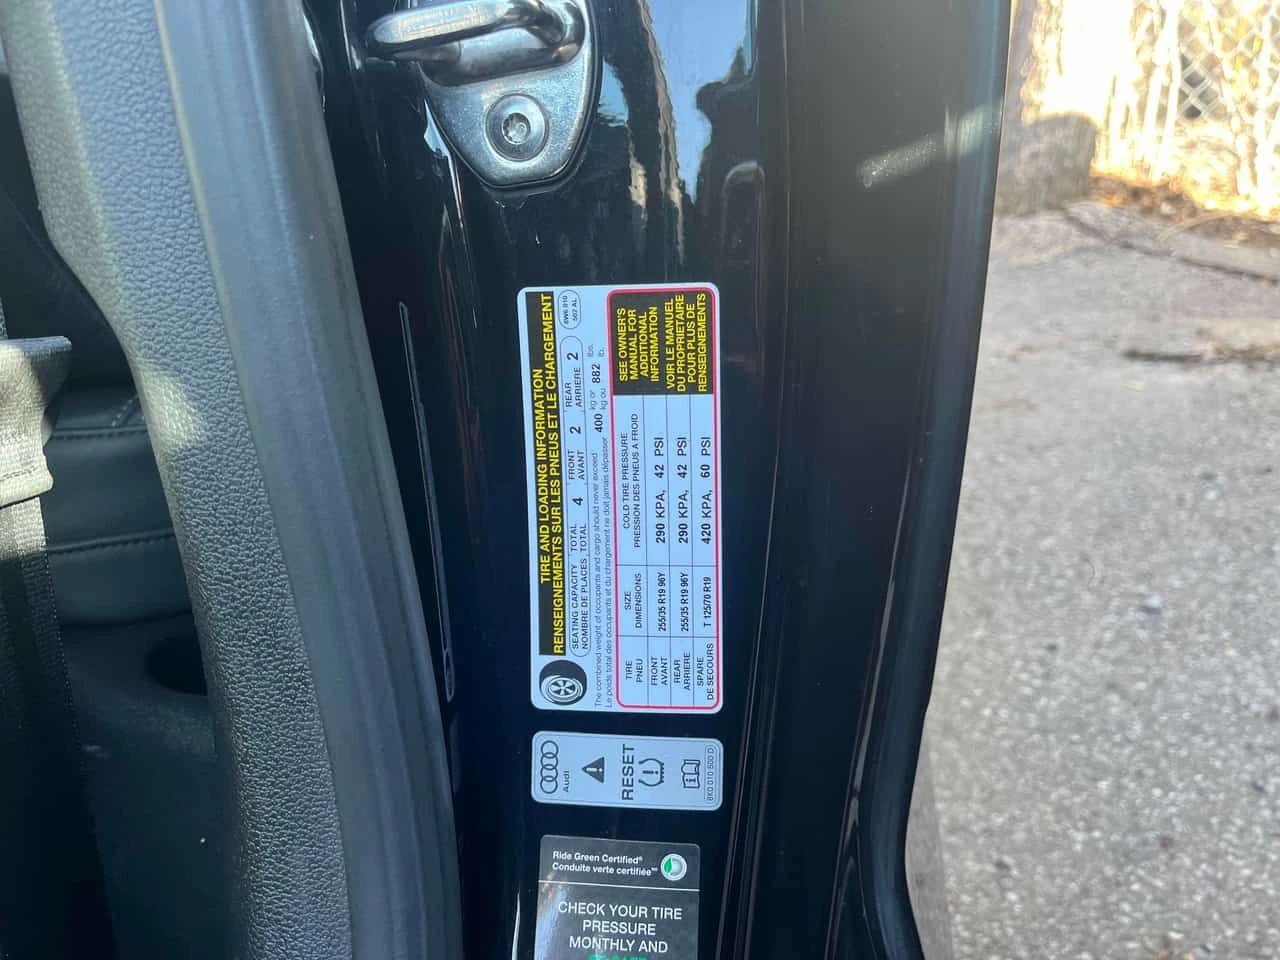 TIRE AND LOADING INFORMATION
RENSEIGNEMENTS SUR LES PNEUS ET LE CHARGEMENT
SEATING CAPACITY TOTAL 4 FRONT 2 REAR 2
NOMBRE DE PLACES TOTAL AVANT ARRIÈRE
8W6 010
502 AL
The combined weight of occupants and cargo should never exceed 400 kg or 882 lbs.
Le poids total des occupants et du chargement ne doit jamais dépasser kg ou lb.
TIRE SIZE COLD TIRE PRESSURE
PNEU DIMENSIONS PRESSION DES PNEUS A FROID
FRONT
AVANT 255/35 R19 96Y 290 KPA, 42 PSI
REAR
ARRIERE 255/35 R19 96Y 290 KPA, 42 PSI
SPARE
DE SECOURS T 125/70 R19 420 KPA, 60 PSI
SEE OWNER'S
MANUAL FOR
ADDITIONAL
INFORMATION
VOIR LE MANUEL
DU PROPRIETAIRE
POUR PLUS DE
RENSEIGNEMENTS
Audi
RESET
8K0 010 500 D
Ride Green Certified®
Conduite verte certifiée™
CHECK YOUR TIRE
PRESSURE
MONTHLY AND